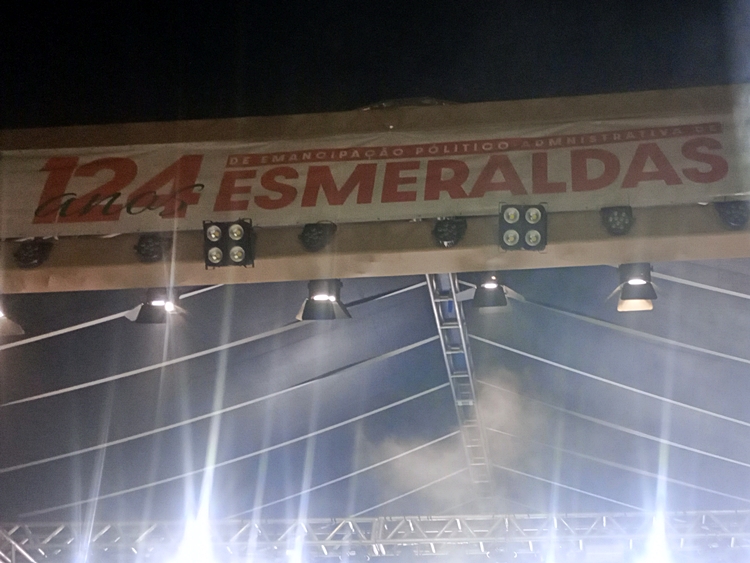 124
anos
DE EMANCIPAÇÃO POLÍTICO-ADMINISTRATIVA DE
ESMERALDAS